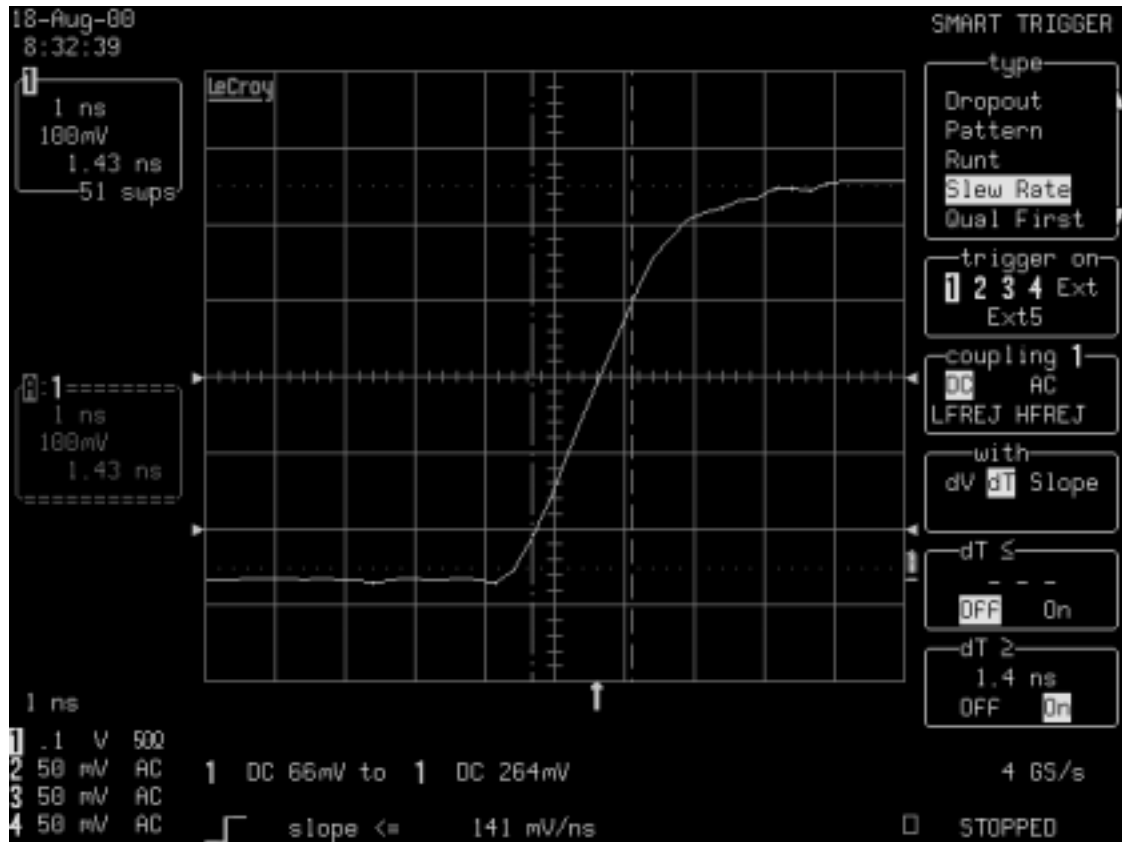 18-Aug-00
8:32:39
1
1 ns
100mV
1.43 ns
51 swps
A:1
1 ns
100mV
1.43 ns
LeCroy
SMART TRIGGER
type
Dropout
Pattern
Runt
Slew Rate
Qual First
trigger on
1 2 3 4 Ext
Ext5
coupling 1
DC AC
LFREJ HFREJ
with
dV dT Slope
dT ≤
- - -
OFF On
dT ≥
1.4 ns
OFF On
1
1 ns
1 .1 V 50Ω
2 50 mV AC
3 50 mV AC
4 50 mV AC
1 DC 66mV to 1 DC 264mV
slope <= 141 mV/ns
4 GS/s
STOPPED